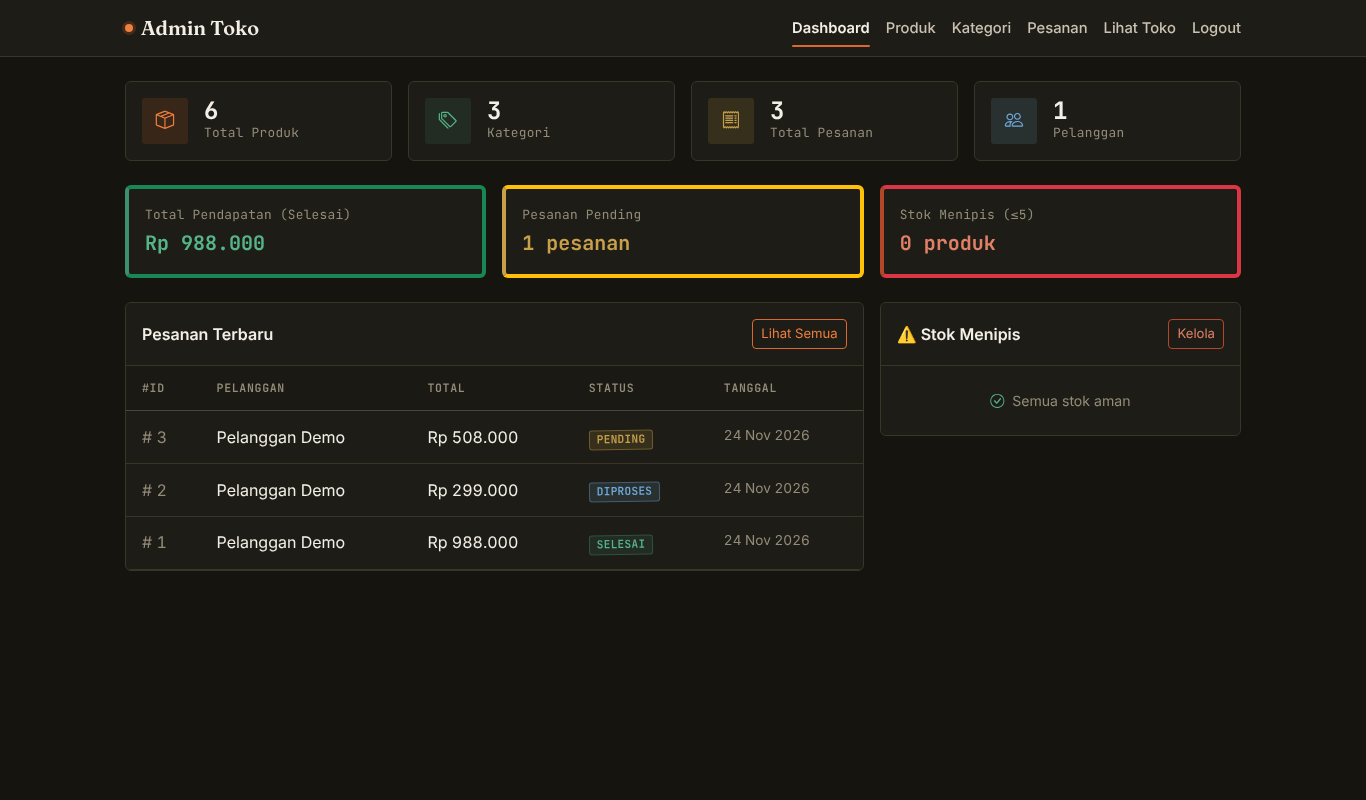 Admin Toko
Dashboard Produk Kategori Pesanan Lihat Toko Logout
6
Total Produk
3
Kategori
3
Total Pesanan
1
Pelanggan
Total Pendapatan (Selesai)
Rp 988.000
Pesanan Pending
1 pesanan
Stok Menipis (≤5)
0 produk
Pesanan Terbaru
Lihat Semua
#ID PELANGGAN TOTAL STATUS TANGGAL
# 3 Pelanggan Demo Rp 508.000 PENDING 24 Nov 2026
# 2 Pelanggan Demo Rp 299.000 DIPROSES 24 Nov 2026
# 1 Pelanggan Demo Rp 988.000 SELESAI 24 Nov 2026
⚠️ Stok Menipis
Kelola
Semua stok aman